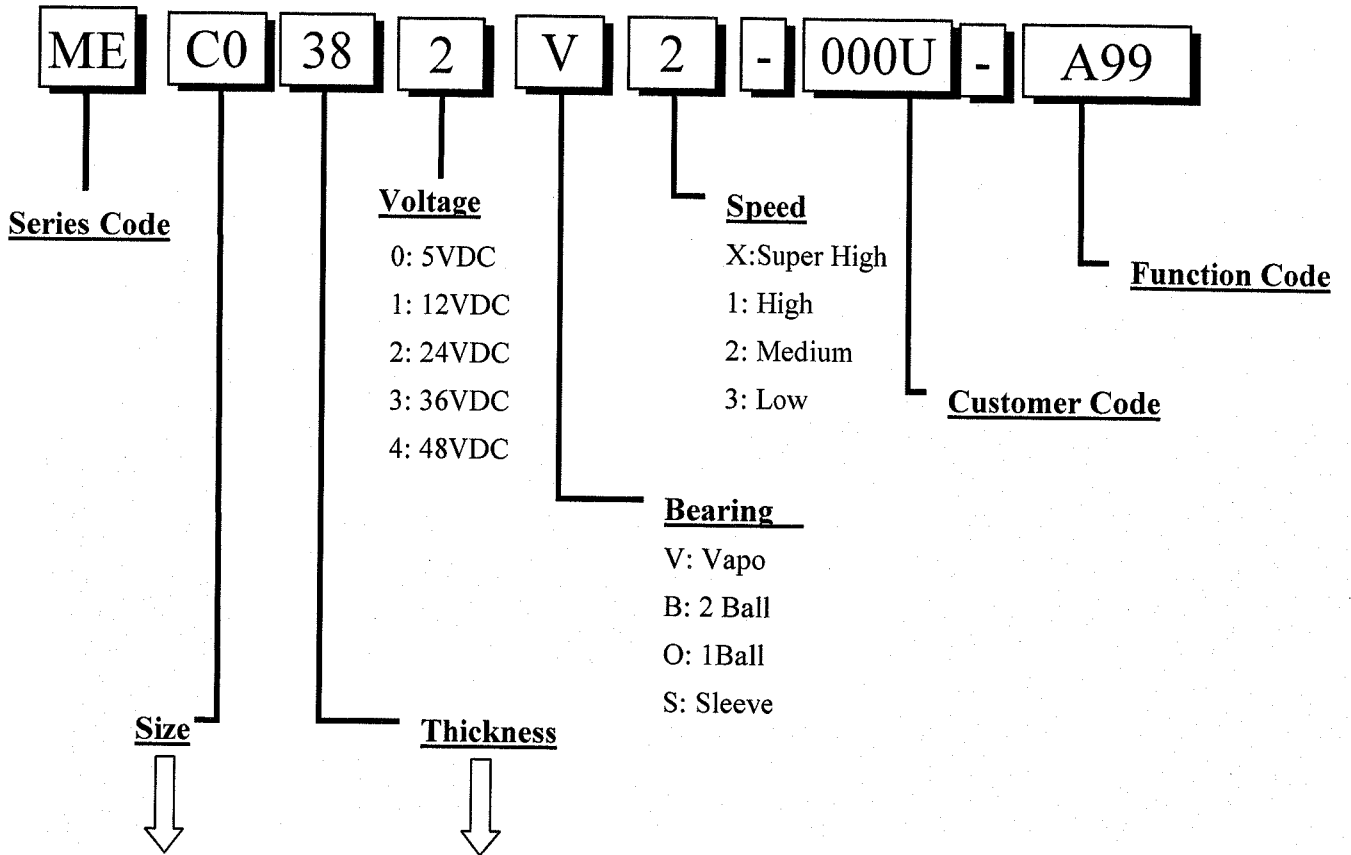 ME C0 38 2 V 2 - 000U - A99
Series Code
Voltage
0: 5VDC
1: 12VDC
2: 24VDC
3: 36VDC
4: 48VDC
Speed
X:Super High
1: High
2: Medium
3: Low
Function Code
Customer Code
Bearing
V: Vapo
B: 2 Ball
O: 1Ball
S: Sleeve
Size
Thickness